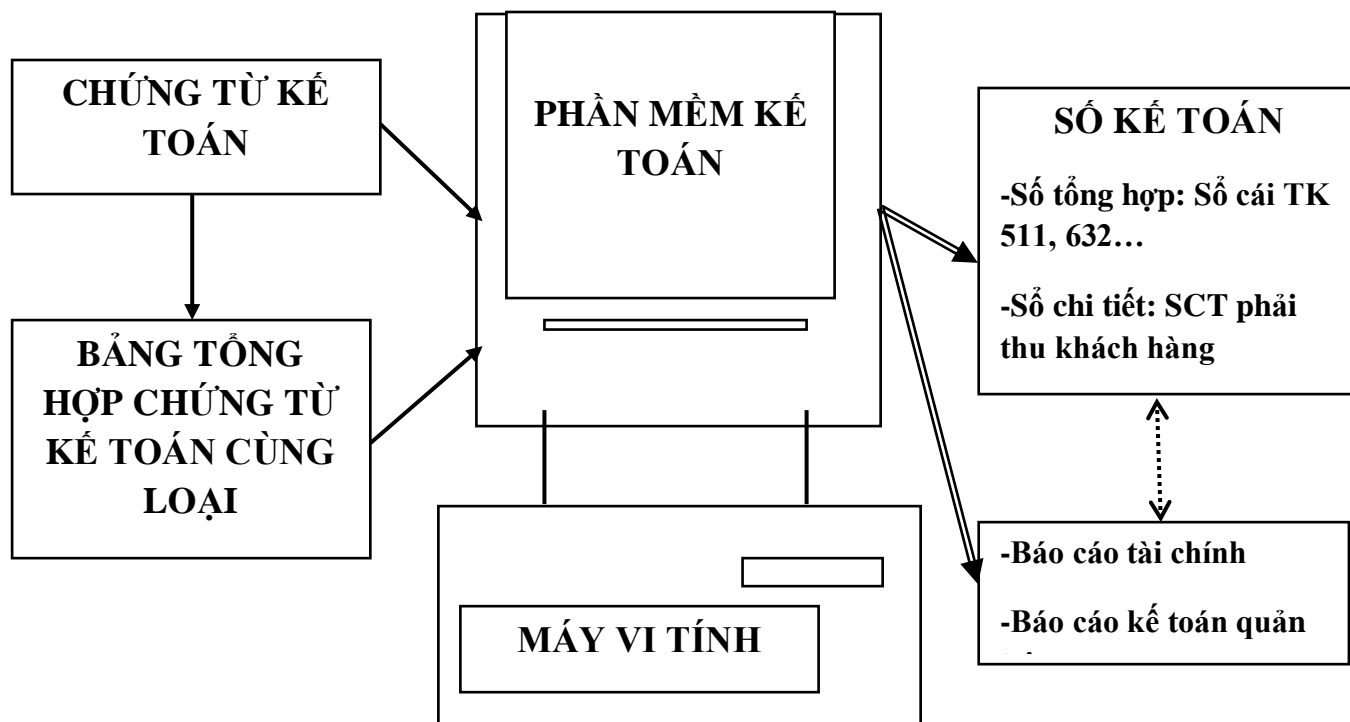 CHỨNG TỪ KẾ
TOÁN
BẢNG TỔNG
HỢP CHỨNG TỪ
KẾ TOÁN CÙNG
LOẠI
PHẦN MỀM KẾ
TOÁN
MÁY VI TÍNH
SỐ KẾ TOÁN
-Số tổng hợp: Sổ cái TK
511, 632…
-Sổ chi tiết: SCT phải
thu khách hàng
-Báo cáo tài chính
-Báo cáo kế toán quản